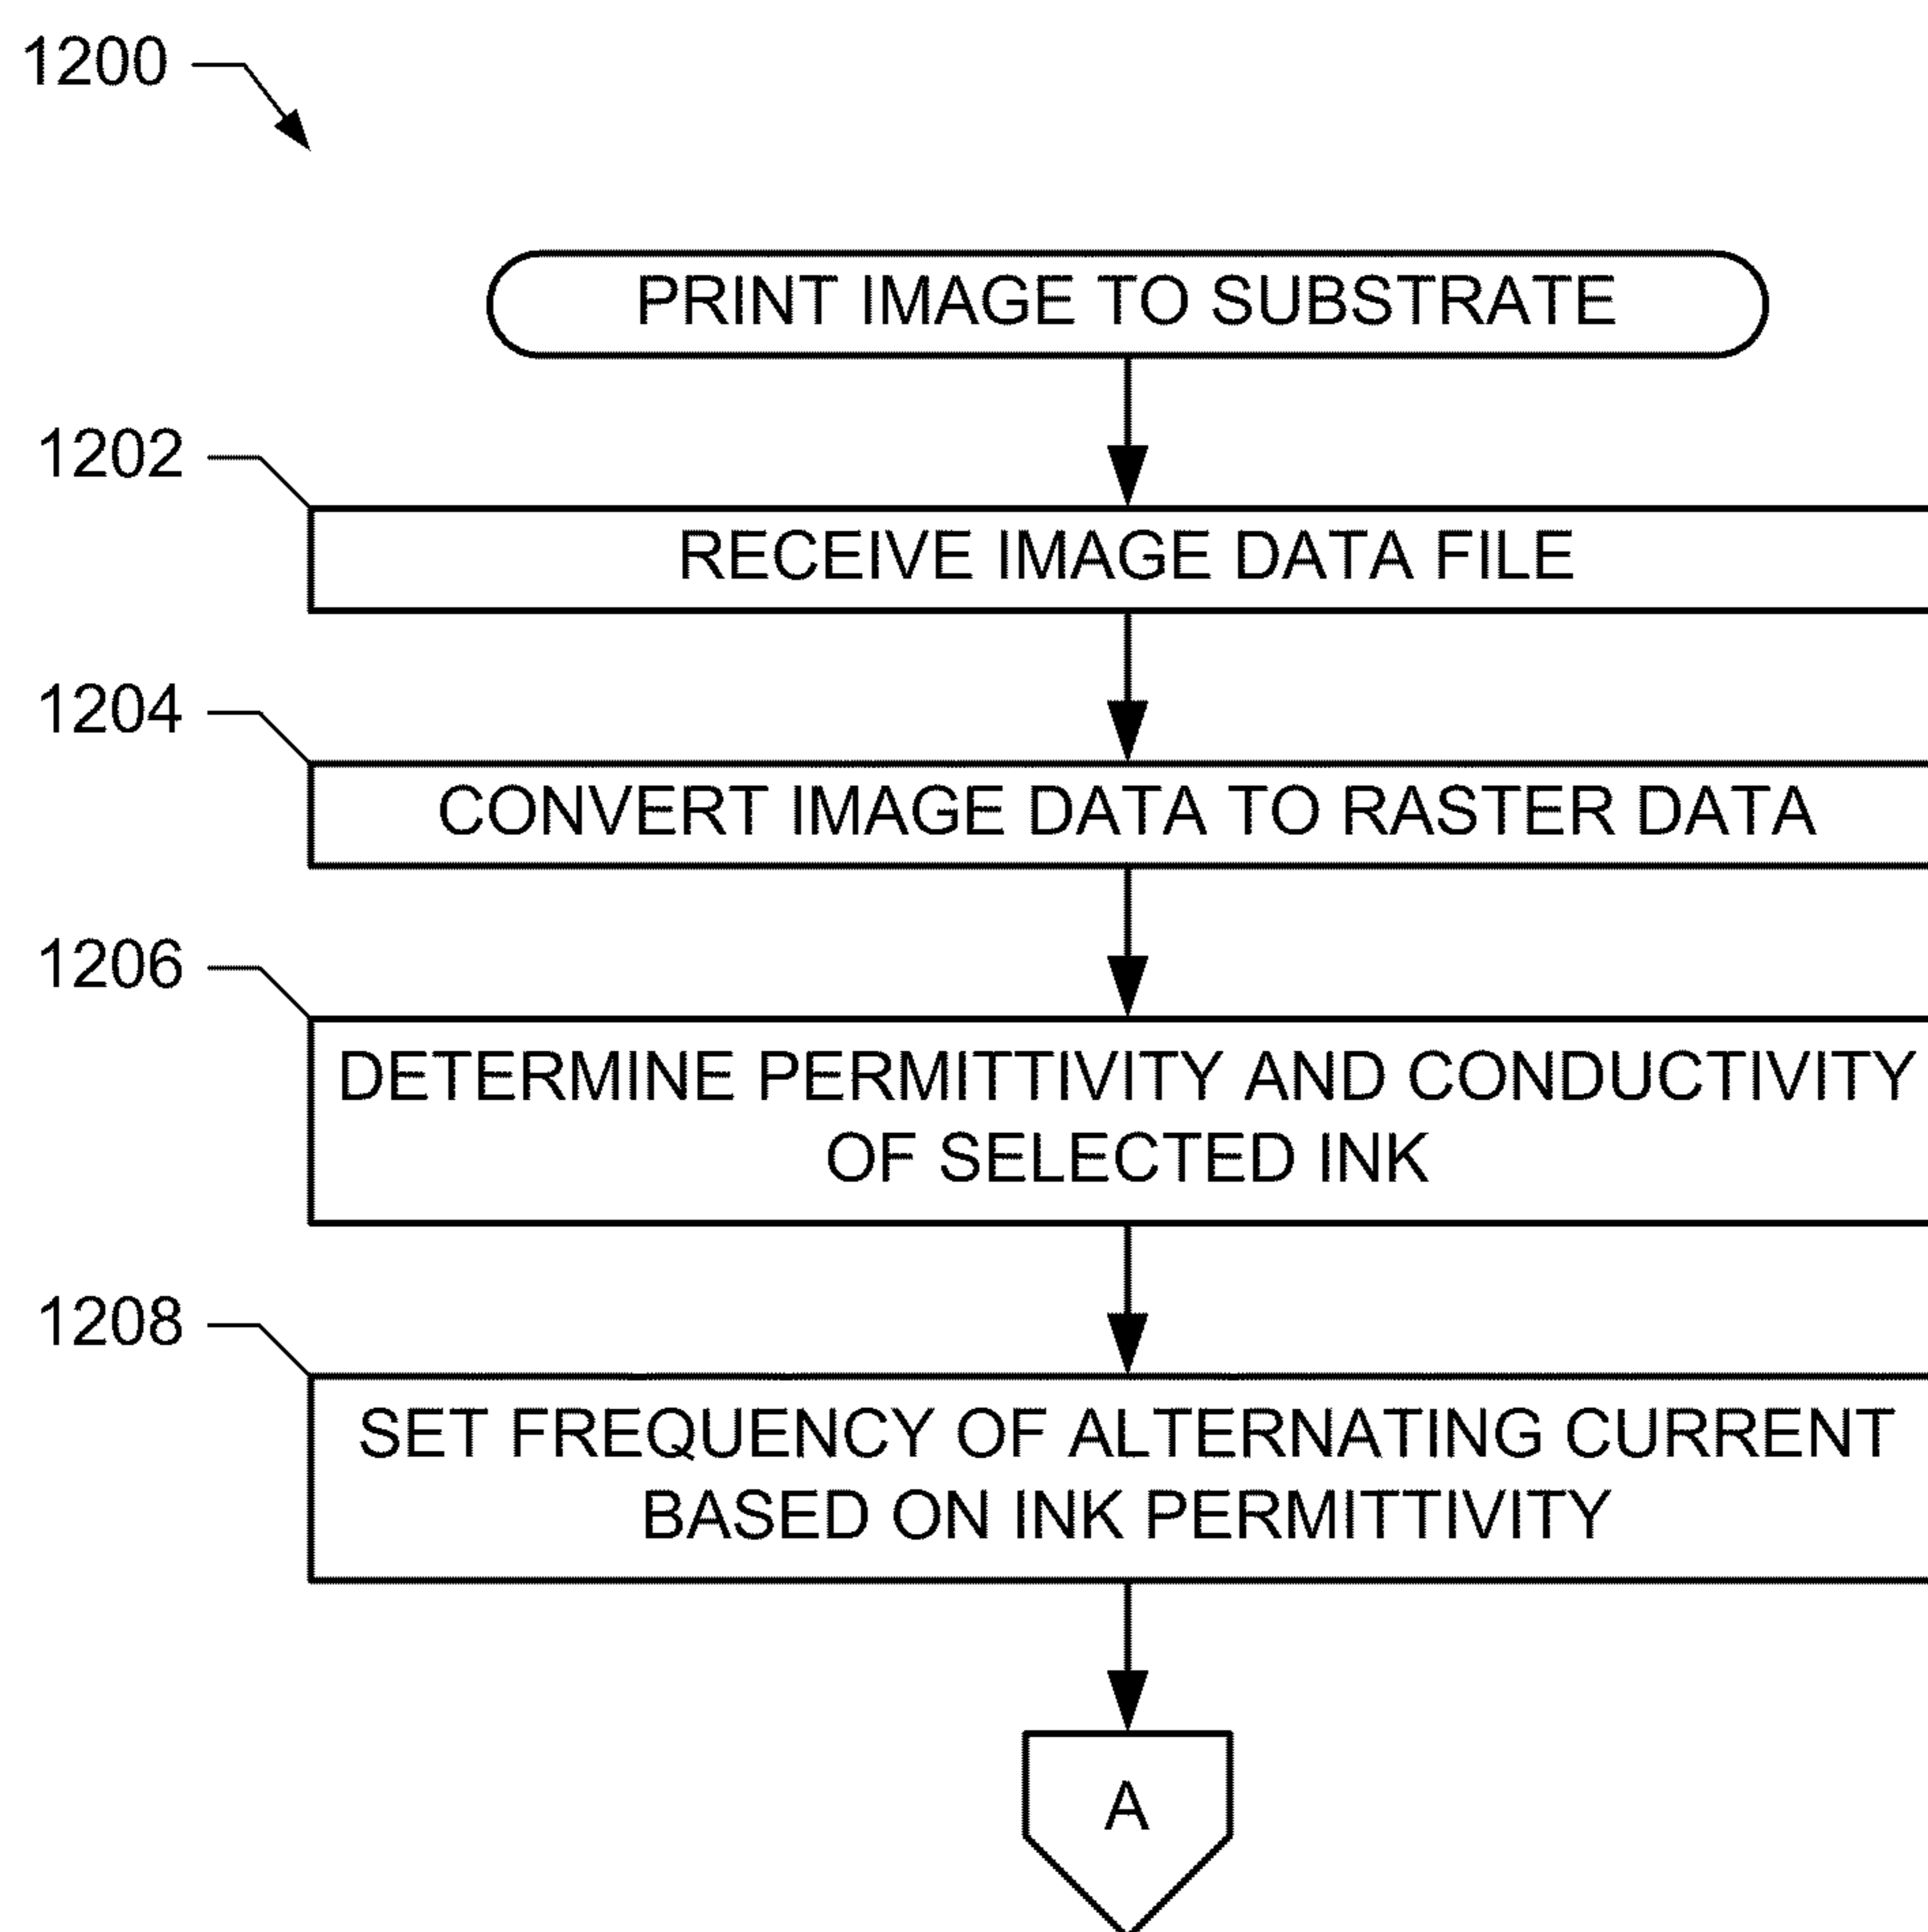 1200
PRINT IMAGE TO SUBSTRATE
1202
RECEIVE IMAGE DATA FILE
1204
CONVERT IMAGE DATA TO RASTER DATA
1206
DETERMINE PERMITTIVITY AND CONDUCTIVITY
OF SELECTED INK
1208
SET FREQUENCY OF ALTERNATING CURRENT
BASED ON INK PERMITTIVITY
A